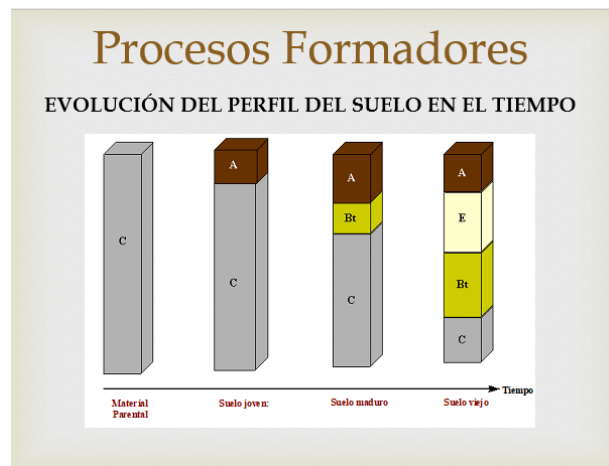 Procesos Formadores
EVOLUCIÓN DEL PERFIL DEL SUELO EN EL TIEMPO
C
A
C
A
Bt
C
A
E
Bt
C
Tiempo
Material
Parental
Suelo joven:
Suelo maduro
Suelo viejo